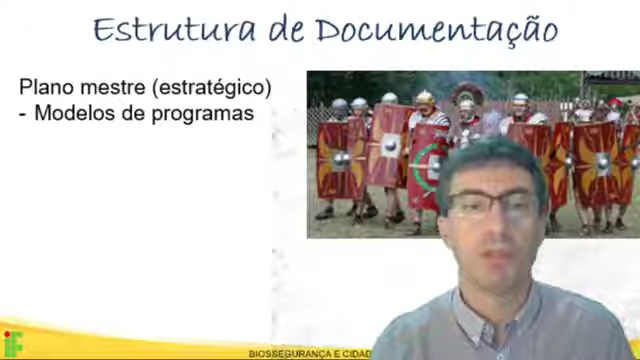 Estrutura de Documentação
Plano mestre (estratégico)
- Modelos de programas
BIOSSEGURANÇA E CIDAD